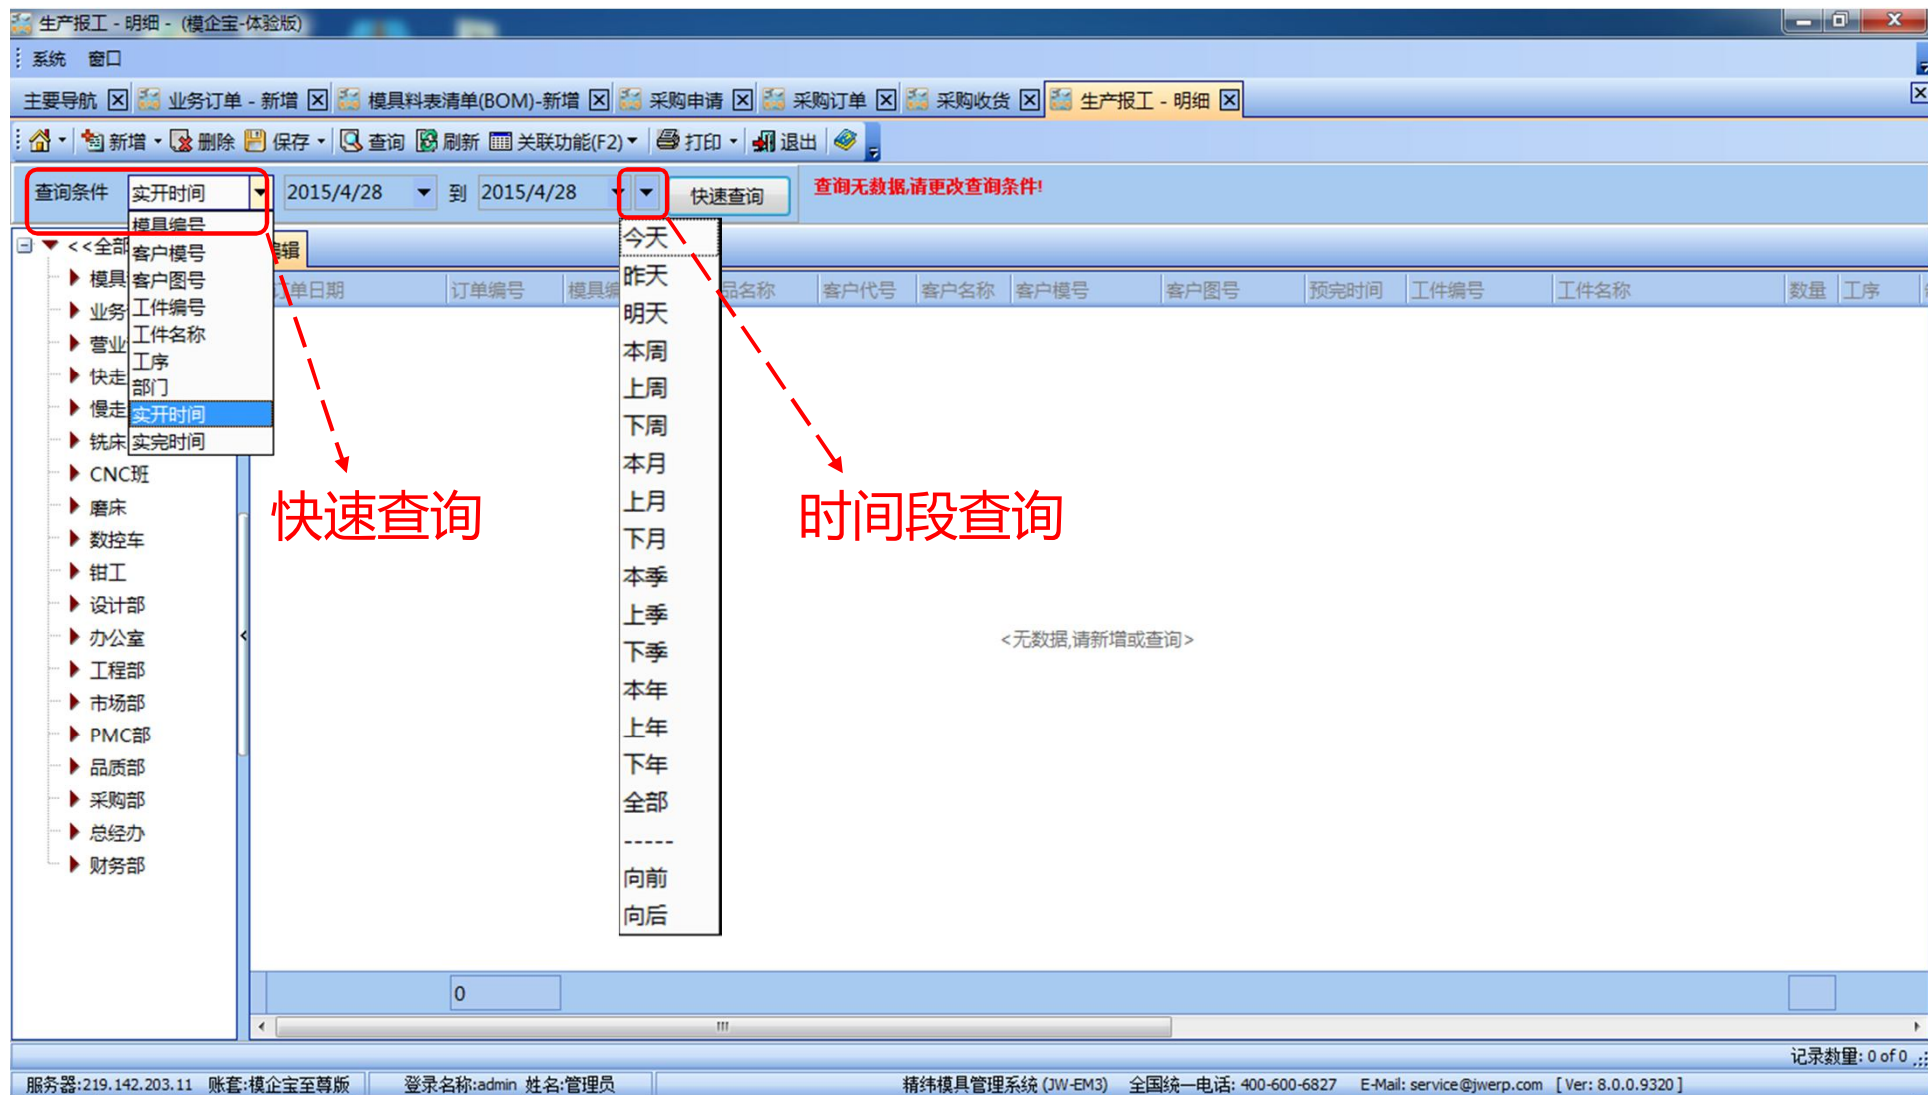 生产报工 - 明细 - (模企宝-体验版)
系统 窗口
主要导航 业务订单 - 新增 模具料表清单(BOM)-新增 采购申请 采购订单 采购收货 生产报工 - 明细
新增 删除 保存 查询 刷新 关联功能(F2) 打印 退出
查询条件 实开时间 2015/4/28 到 2015/4/28 快速查询 查询无数据,请更改查询条件!
模具编号
客户模号
客户图号
工件编号
工件名称
工序
部门
实开时间
实完时间
<<全部
模具
业务
营业
快走
慢走
铣床
CNC班
磨床
数控车
钳工
设计部
办公室
工程部
市场部
PMC部
品质部
采购部
总经办
财务部
辑
订单日期 订单编号 模具编 品名称 客户代号 客户名称 客户模号 客户图号 预完时间 工件编号 工件名称 数量 工序
今天
昨天
明天
本周
上周
下周
本月
上月
下月
本季
上季
下季
本年
上年
下年
全部
-----
向前
向后
快速查询
时间段查询
<无数据,请新增或查询>
0
记录数量: 0 of 0
服务器:219.142.203.11 账套:模企宝至尊版 登录名称:admin 姓名:管理员 精纬模具管理系统 (JW-EM3) 全国统一电话: 400-600-6827 E-Mail: service@jwerp.com [ Ver: 8.0.0.9320 ]